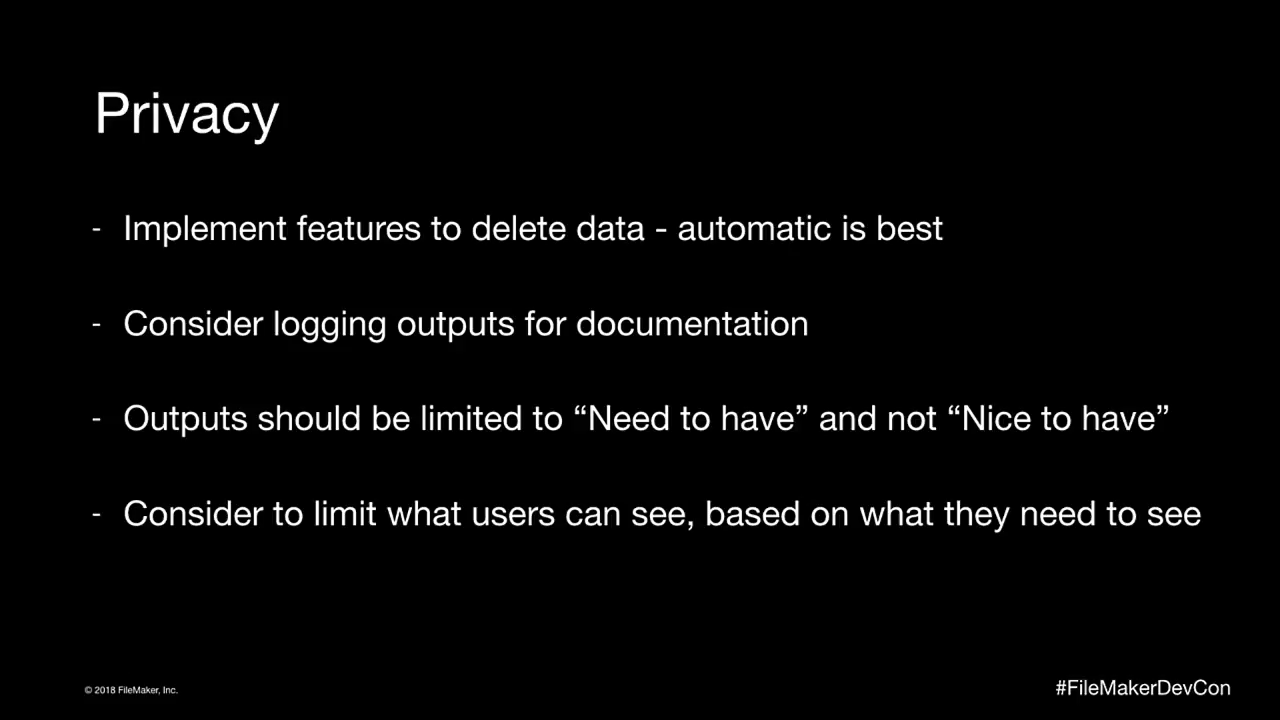 Privacy
- Implement features to delete data - automatic is best
- Consider logging outputs for documentation
- Outputs should be limited to “Need to have” and not “Nice to have”
- Consider to limit what users can see, based on what they need to see
© 2018 FileMaker, Inc.
#FileMakerDevCon